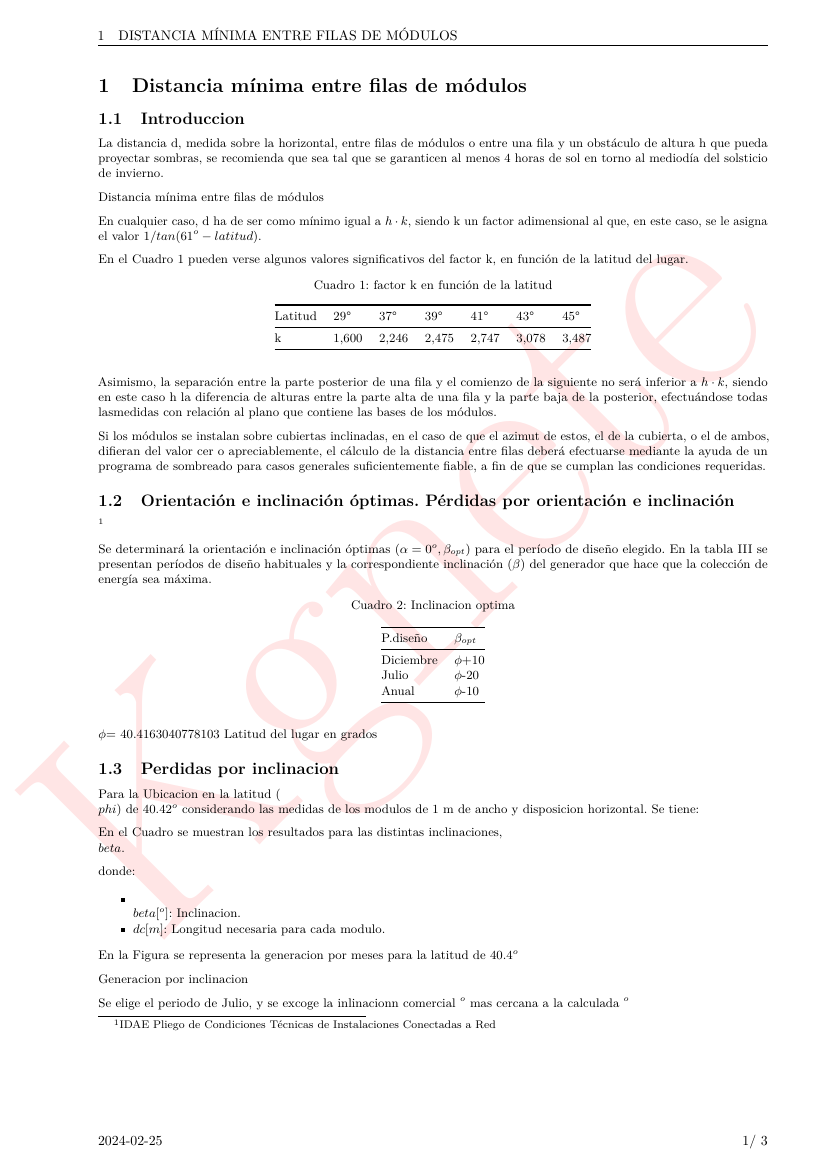 1 DISTANCIA MÍNIMA ENTRE FILAS DE MÓDULOS
1 Distancia mínima entre filas de módulos
1.1 Introduccion
La distancia d, medida sobre la horizontal, entre filas de módulos o entre una fila y un obstáculo de altura h que pueda
proyectar sombras, se recomienda que sea tal que se garanticen al menos 4 horas de sol en torno al mediodía del solsticio
de invierno.
Distancia mínima entre filas de módulos
En cualquier caso, d ha de ser como mínimo igual a h · k, siendo k un factor adimensional al que, en este caso, se le asigna
el valor 1/tan(61° − latitud).
En el Cuadro 1 pueden verse algunos valores significativos del factor k, en función de la latitud del lugar.
Cuadro 1: factor k en función de la latitud
Latitud 29° 37° 39° 41° 43° 45°
k 1,600 2,246 2,475 2,747 3,078 3,487
Asimismo, la separación entre la parte posterior de una fila y el comienzo de la siguiente no será inferior a h · k, siendo
en este caso h la diferencia de alturas entre la parte alta de una fila y la parte baja de la posterior, efectuándose todas
lasmedidas con relación al plano que contiene las bases de los módulos.
Si los módulos se instalan sobre cubiertas inclinadas, en el caso de que el azimut de estos, el de la cubierta, o el de ambos,
difieran del valor cer o apreciablemente, el cálculo de la distancia entre filas deberá efectuarse mediante la ayuda de un
programa de sombreado para casos generales suficientemente fiable, a fin de que se cumplan las condiciones requeridas.
1.2 Orientación e inclinación óptimas. Pérdidas por orientación e inclinación
1
Se determinará la orientación e inclinación óptimas (α = 0°, βopt) para el período de diseño elegido. En la tabla III se
presentan períodos de diseño habituales y la correspondiente inclinación (β) del generador que hace que la colección de
energía sea máxima.
Cuadro 2: Inclinacion optima
P.diseño βopt
Diciembre ϕ+10
Julio ϕ-20
Anual ϕ-10
ϕ= 40.4163040778103 Latitud del lugar en grados
1.3 Perdidas por inclinacion
Para la Ubicacion en la latitud (
phi) de 40.42° considerando las medidas de los modulos de 1 m de ancho y disposicion horizontal. Se tiene:
En el Cuadro se muestran los resultados para las distintas inclinaciones,
beta.
donde:
▪
beta[°]: Inclinacion.
▪ dc[m]: Longitud necesaria para cada modulo.
En la Figura se representa la generacion por meses para la latitud de 40.4°
Generacion por inclinacion
Se elige el periodo de Julio, y se excoge la inlinacionn comercial ° mas cercana a la calculada °
1IDAE Pliego de Condiciones Técnicas de Instalaciones Conectadas a Red
2024-02-25 1/ 3
Kgnete